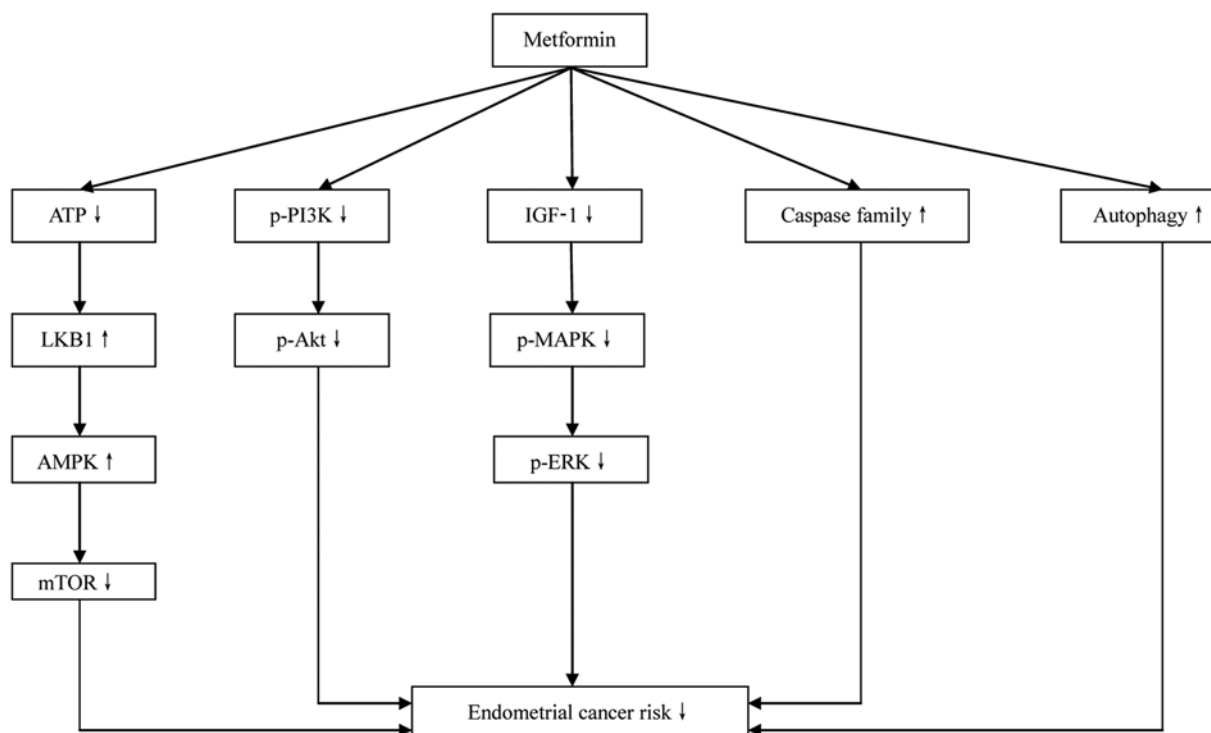 Metformin
ATP ↓
p-PI3K ↓
IGF-1 ↓
Caspase family ↑
Autophagy ↑
LKB1 ↑
p-Akt ↓
p-MAPK ↓
AMPK ↑
p-ERK ↓
mTOR ↓
Endometrial cancer risk ↓